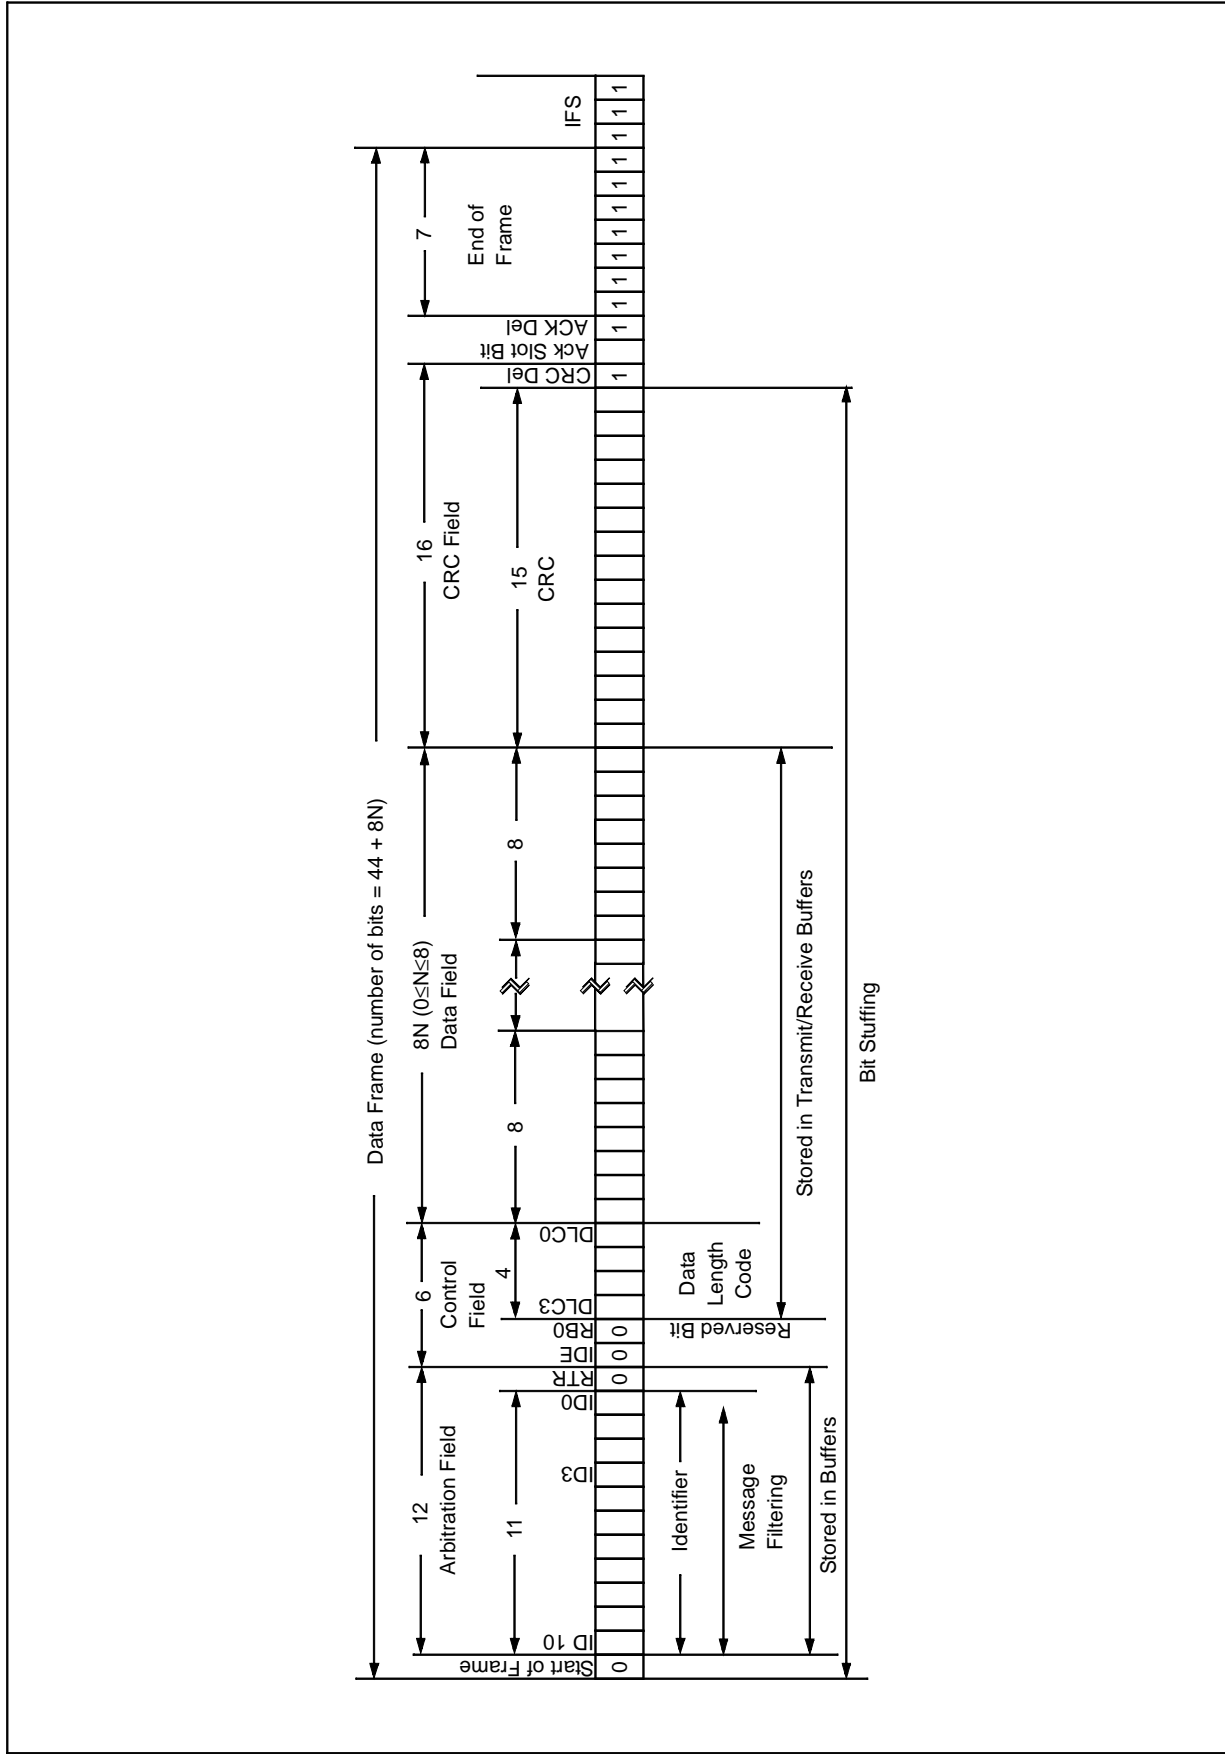 Data Frame (number of bits = 44 + 8N)
12
Arbitration Field
6
Control
Field
8N (0≤N≤8)
Data Field
16
CRC Field
7
End of
Frame
IFS
11
4
8
8
15
CRC
Start of Frame
ID 10
ID3
ID0
RTR
IDE
RB0
DLC3
DLC0
CRC Del
Ack Slot Bit
ACK Del
0
0
0
0
1
1
1
1
1
1
1
1
1
1
1
1
Identifier
Message
Filtering
Stored in Buffers
Reserved Bit
Data
Length
Code
Stored in Transmit/Receive Buffers
Bit Stuffing